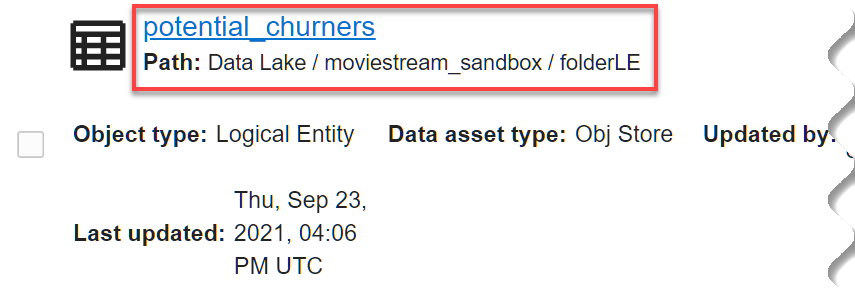 potential_churners
Path: Data Lake / moviestream_sandbox / folderLE
Object type: Logical Entity Data asset type: Obj Store Updated by:
Thu, Sep 23,
Last updated: 2021, 04:06
PM UTC